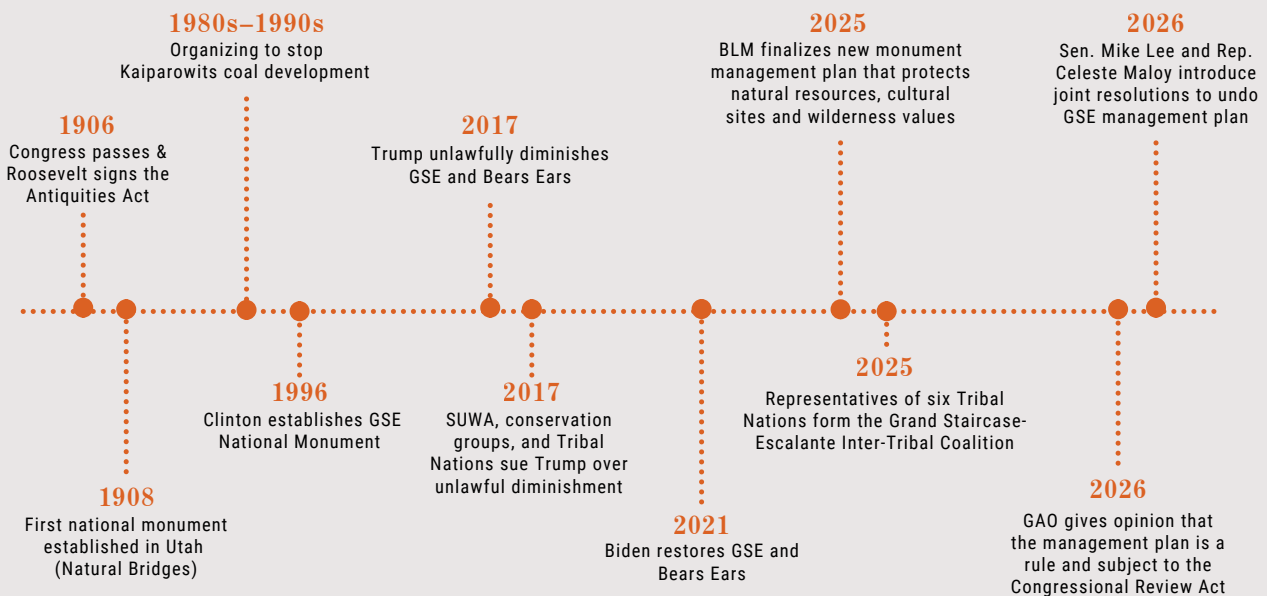 1906
Congress passes &
Roosevelt signs the
Antiquities Act
1908
First national monument
established in Utah
(Natural Bridges)
1980s–1990s
Organizing to stop
Kaiparowits coal development
1996
Clinton establishes GSE
National Monument
2017
Trump unlawfully diminishes
GSE and Bears Ears
2017
SUWA, conservation
groups, and Tribal
Nations sue Trump over
unlawful diminishment
2021
Biden restores GSE and
Bears Ears
2025
BLM finalizes new monument
management plan that protects
natural resources, cultural
sites and wilderness values
2025
Representatives of six Tribal
Nations form the Grand Staircase-
Escalante Inter-Tribal Coalition
2026
GAO gives opinion that
the management plan is a
rule and subject to the
Congressional Review Act
2026
Sen. Mike Lee and Rep.
Celeste Maloy introduce
joint resolutions to undo
GSE management plan